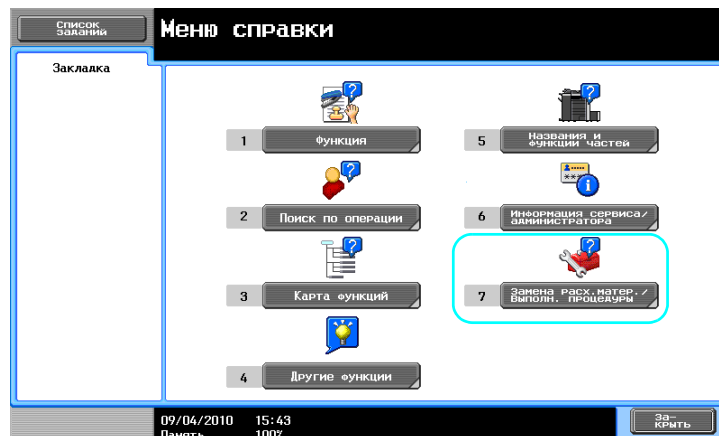 Список
заданий
Меню справки
Закладка
1 Функция
2 Поиск по операции
3 Карта функций
4 Другие функции
5 Названия и
функции частей
6 Информация сервиса/
администратора
7 Замена расх.матер./
Выполн. процедуры
09/04/2010 15:43
Память 100%
За-
крыть